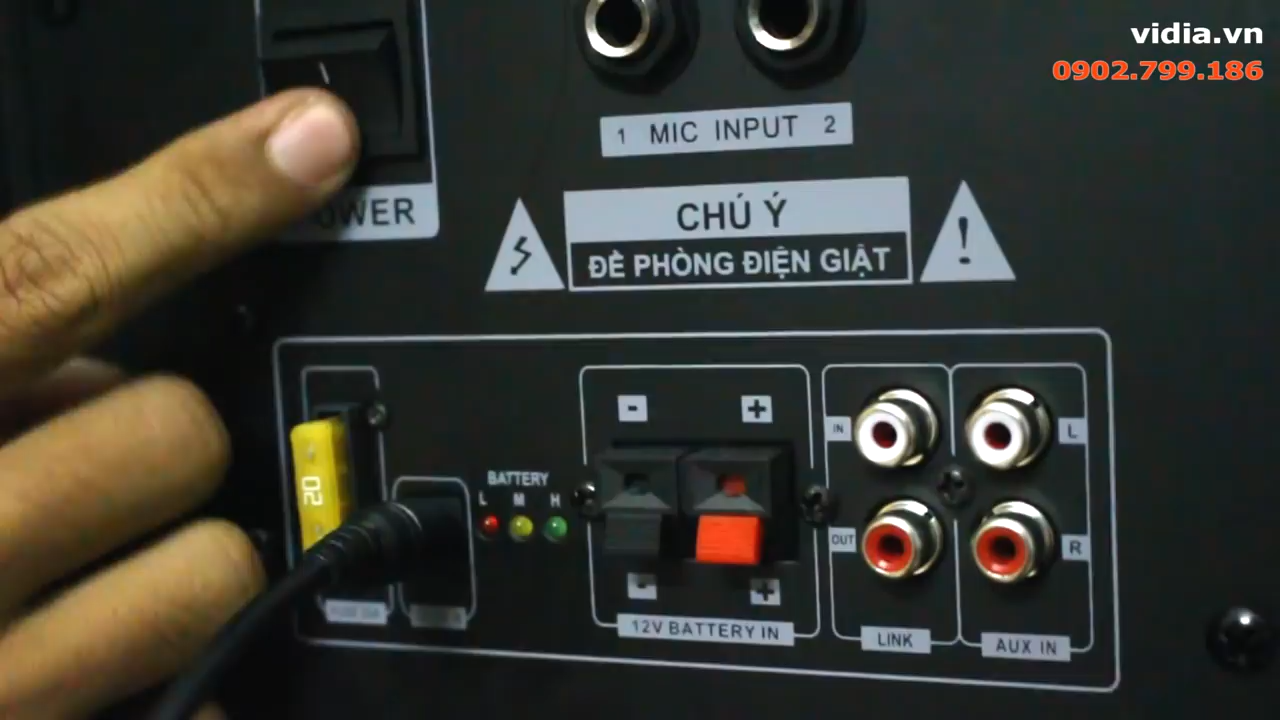 vidia.vn
0902.799.186
1 MIC INPUT 2
POWER
CHÚ Ý
ĐỀ PHÒNG ĐIỆN GIẬT
- +
IN L
20
BATTERY
L M H
OUT R
- +
12V BATTERY IN
LINK
AUX IN